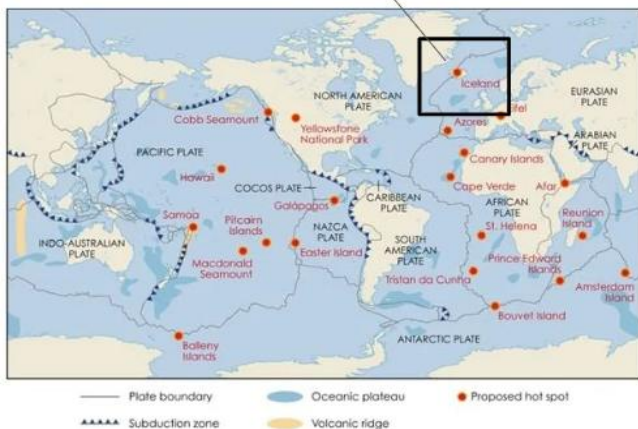 NORTH AMERICAN
PLATE
Iceland
EURASIAN
PLATE
Eifel
Azores
ARABIAN
PLATE
Cobb Seamount
Yellowstone
National Park
PACIFIC PLATE
Canary Islands
Hawaii
COCOS PLATE
CARIBBEAN
PLATE
Cape Verde
Afar
Galápagos
AFRICAN
PLATE
Samoa
Pitcairn
Islands
NAZCA
PLATE
St. Helena
Reunion
Island
INDO-AUSTRALIAN
PLATE
Macdonald
Seamount
Easter Island
SOUTH
AMERICAN
PLATE
Prince Edward
Islands
Tristan da Cunha
Amsterdam
Island
Bouvet Island
Balleny
Islands
ANTARCTIC PLATE
Plate boundary
Oceanic plateau
Proposed hot spot
Subduction zone
Volcanic ridge